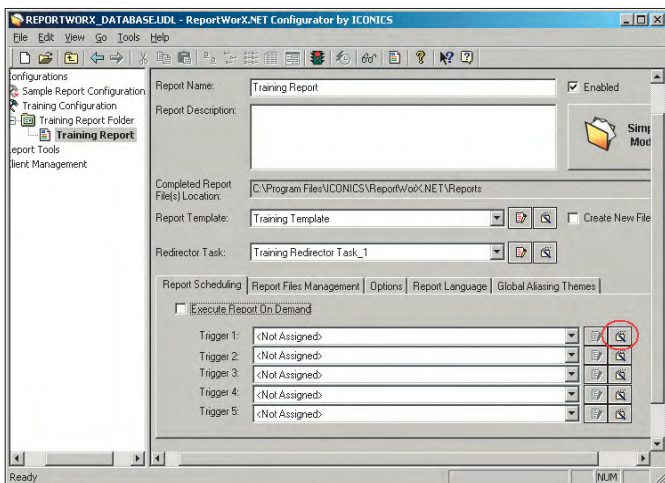 REPORTWORX_DATABASE.UDL - ReportWorX.NET Configurator by ICONICS
File Edit View Go Tools Help
onfigurations
Sample Report Configuration
Training Configuration
Training Report Folder
Training Report
eport Tools
lient Management
Report Name: Training Report Enabled
Report Description:
Simp
Mod
Completed Report
File(s) Location: C:\Program Files\ICONICS\ReportWorX.NET\Reports
Report Template: Training Template Create New File
Redirector Task: Training Redirector Task_1
Report Scheduling Report Files Management Options Report Language Global Aliasing Themes
Execute Report On Demand
Trigger 1: <Not Assigned>
Trigger 2: <Not Assigned>
Trigger 3: <Not Assigned>
Trigger 4: <Not Assigned>
Trigger 5: <Not Assigned>
Ready NUM